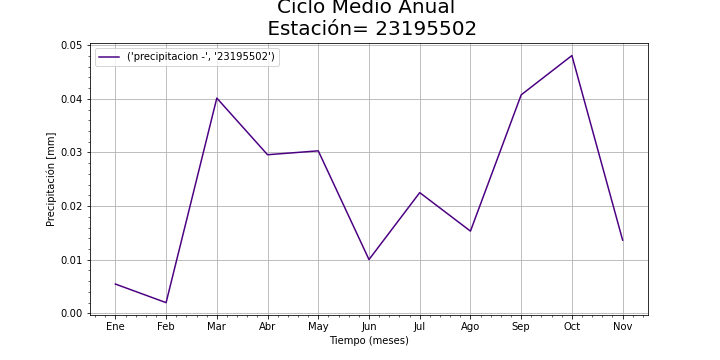 Ciclo Medio Anual
Estación= 23195502
('precipitacion -', '23195502')
Precipitación [mm]
0.05
0.04
0.03
0.02
0.01
0.00
Ene Feb Mar Abr May Jun Jul Ago Sep Oct Nov
Tiempo (meses)